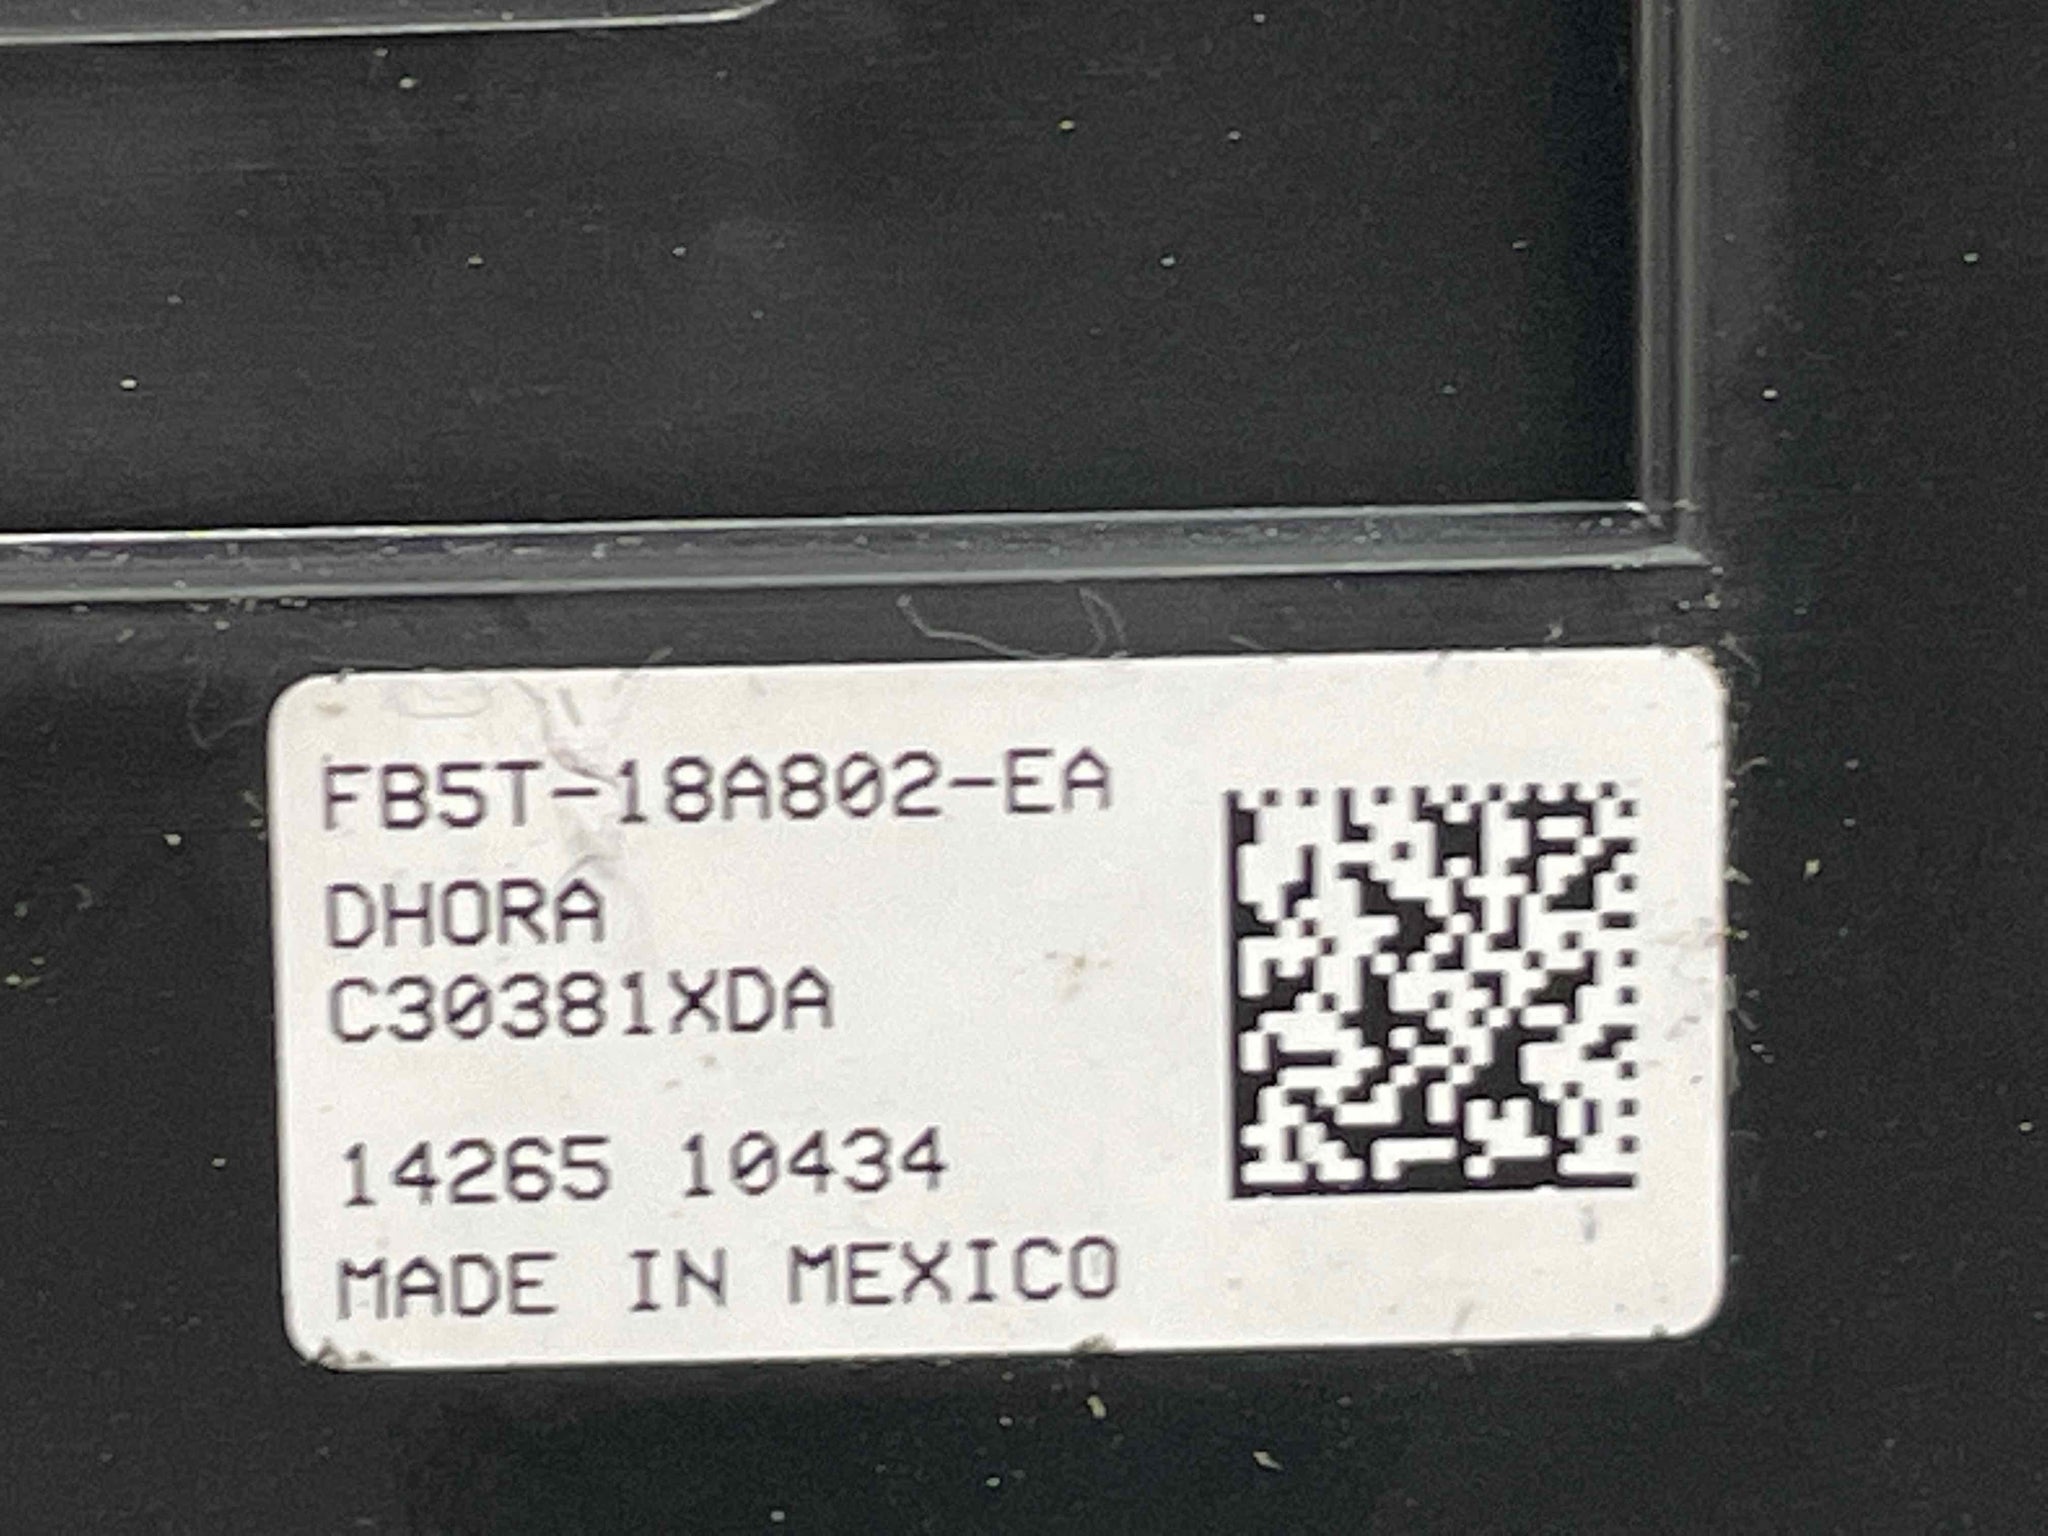 FB5T-18A802-EA
DHORA
C30381XDA
14265 10434
MADE IN MEXICO